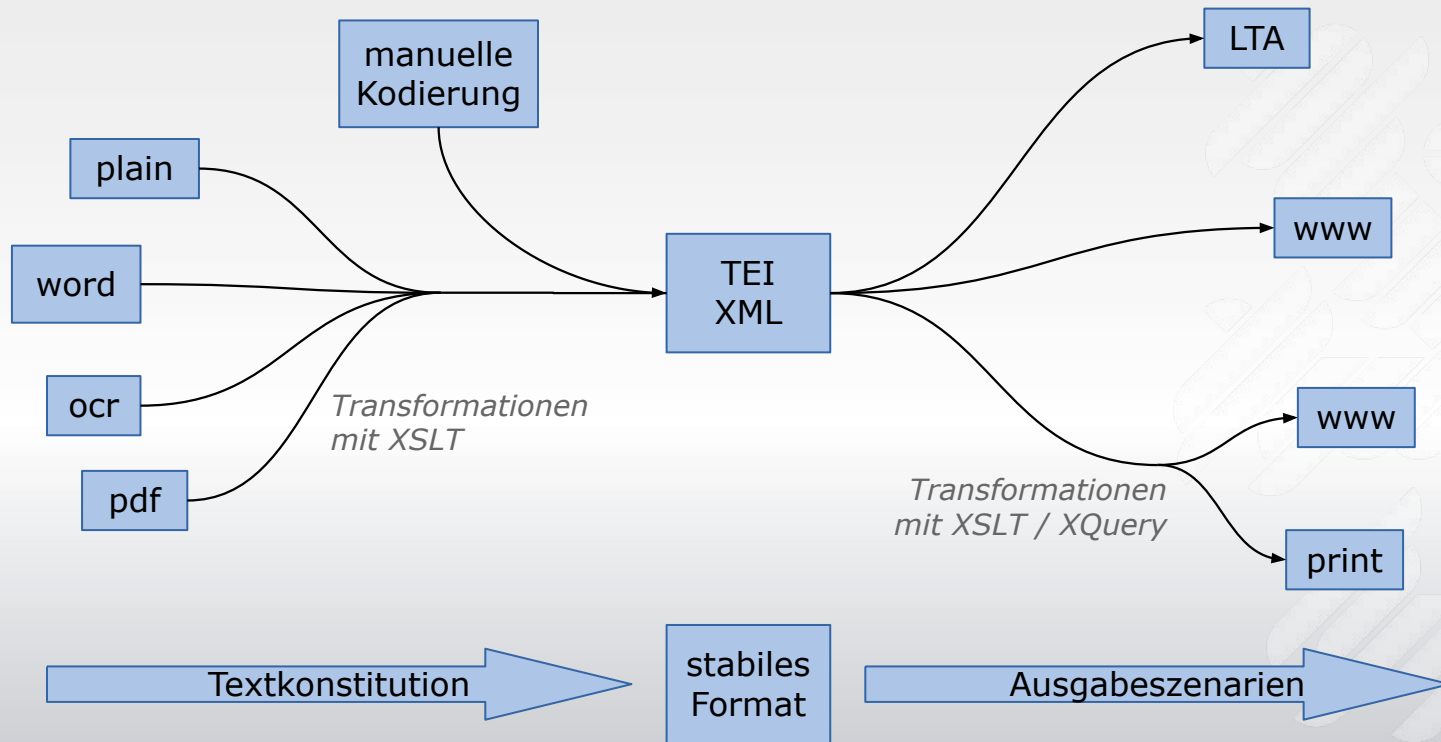 manuelle
Kodierung
plain
word
ocr
pdf
Transformationen
mit XSLT
TEI
XML
LTA
www
www
print
Transformationen
mit XSLT / XQuery
Textkonstitution
stabiles
Format
Ausgabeszenarien